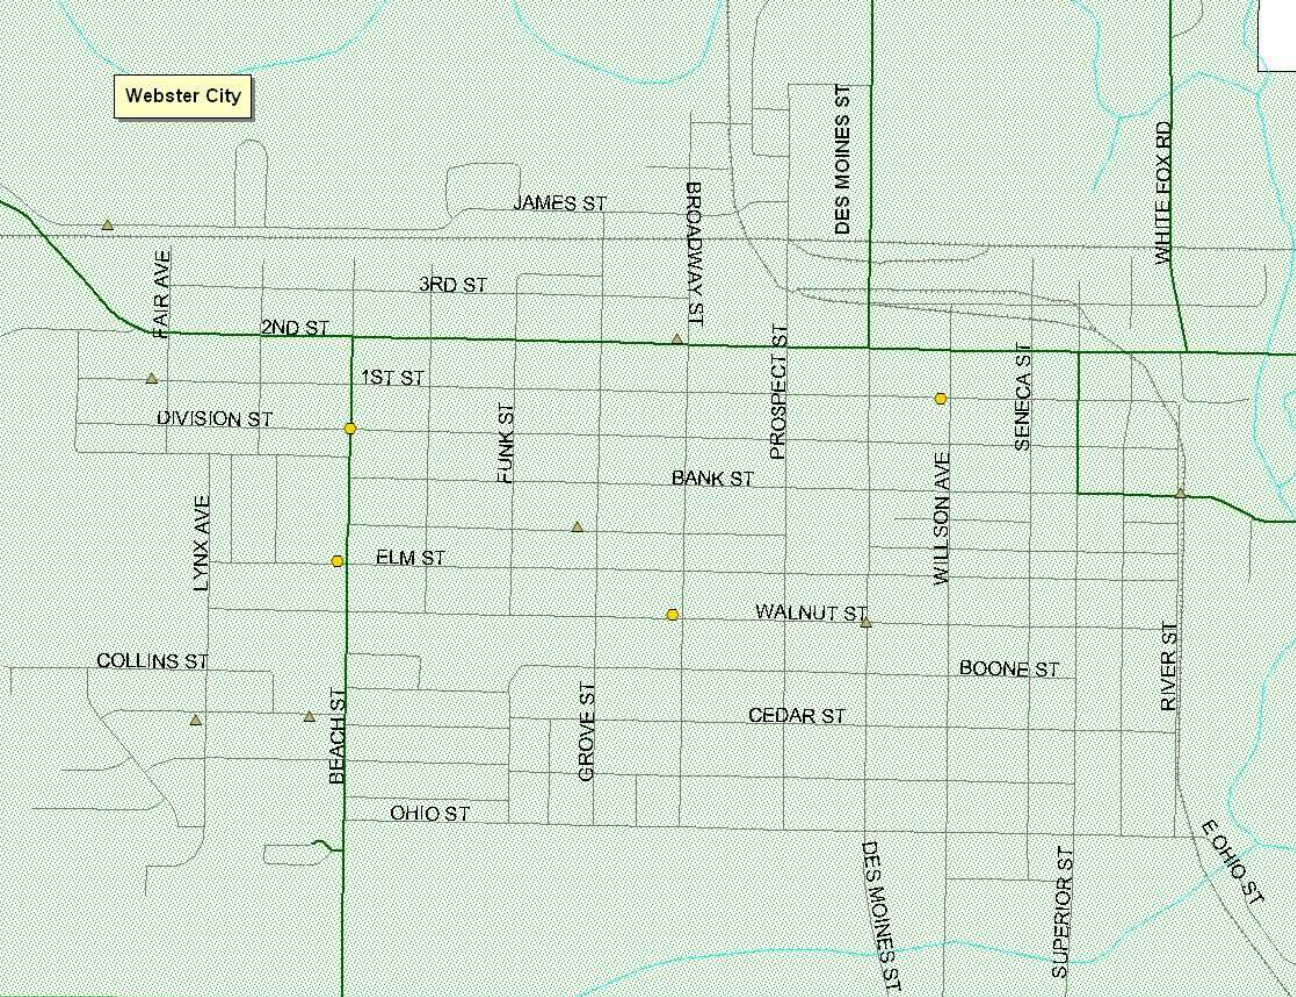 Webster City
DES MOINES ST
WHITE FOX RD
JAMES ST
BROADWAY ST
FAIR AVE
3RD ST
2ND ST
PROSPECT ST
SENECA ST
1ST ST
DIVISION ST
FUNK ST
BANK ST
WILLSON AVE
LYNX AVE
ELM ST
WALNUT ST
RIVER ST
COLLINS ST
BOONE ST
BEACH ST
GROVE ST
CEDAR ST
OHIO ST
E OHIO ST
DES MOINES ST
SUPERIOR ST